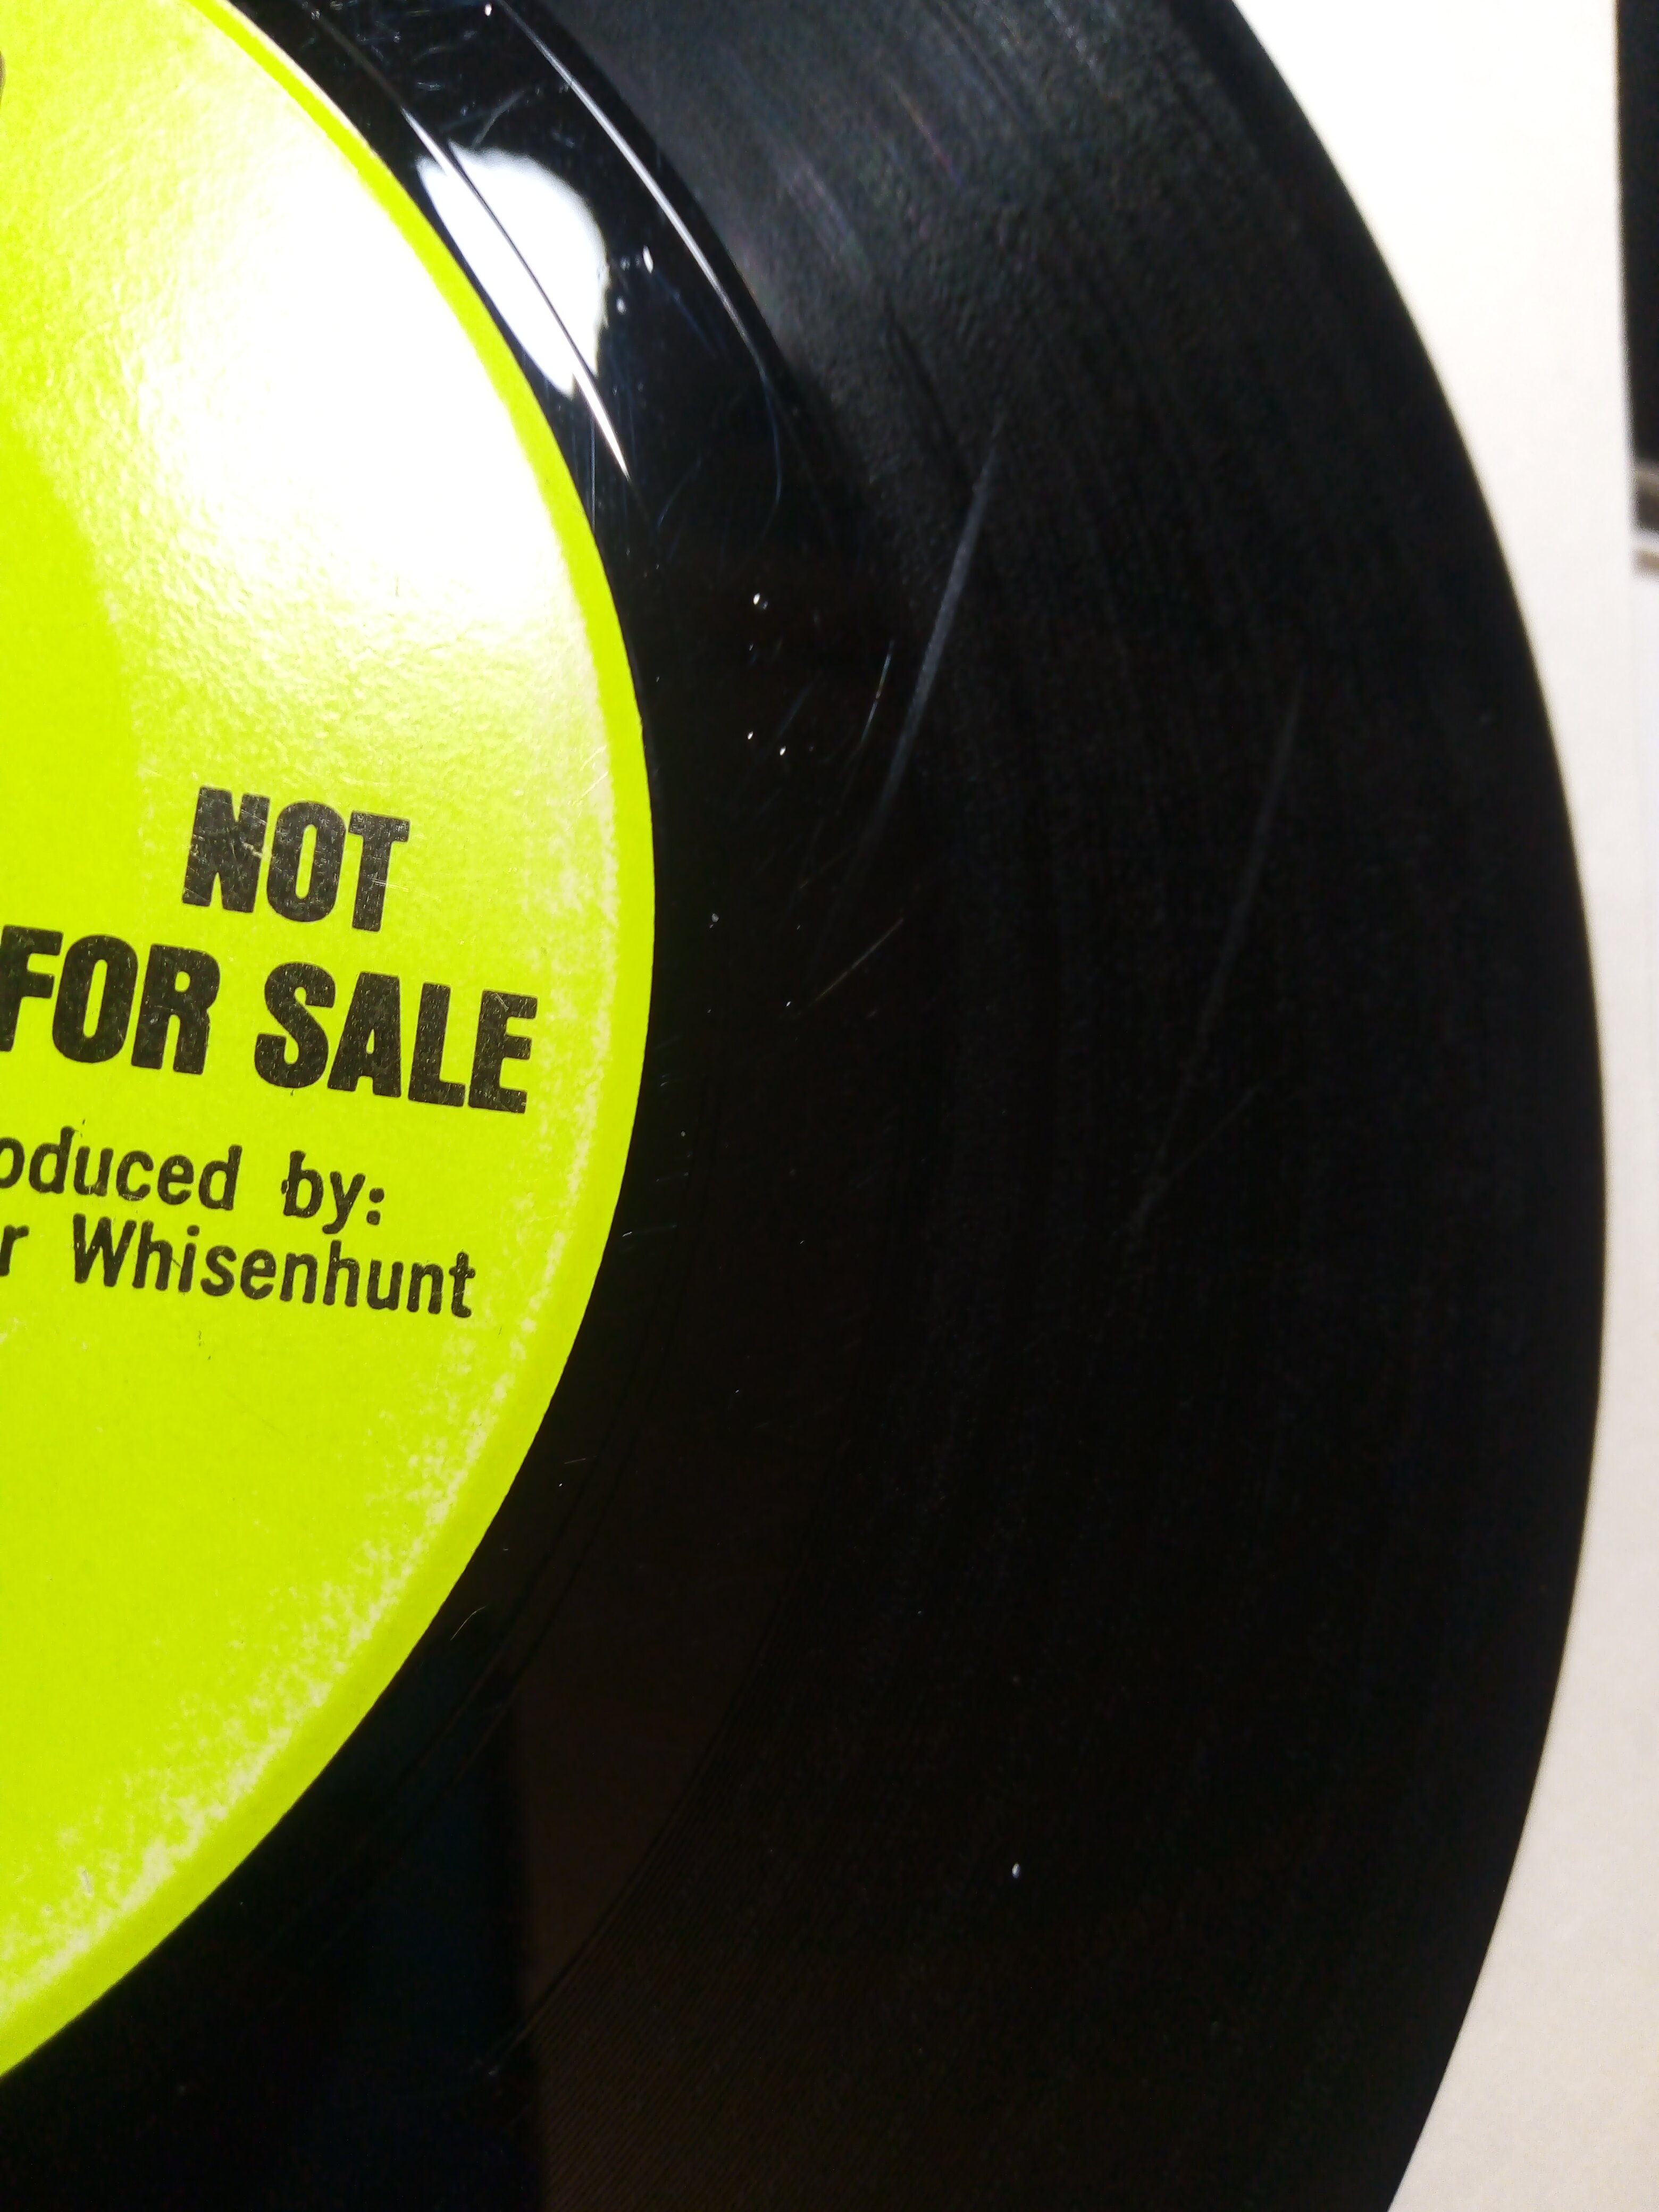 NOT
FOR SALE
oduced by:
r Whisenhunt